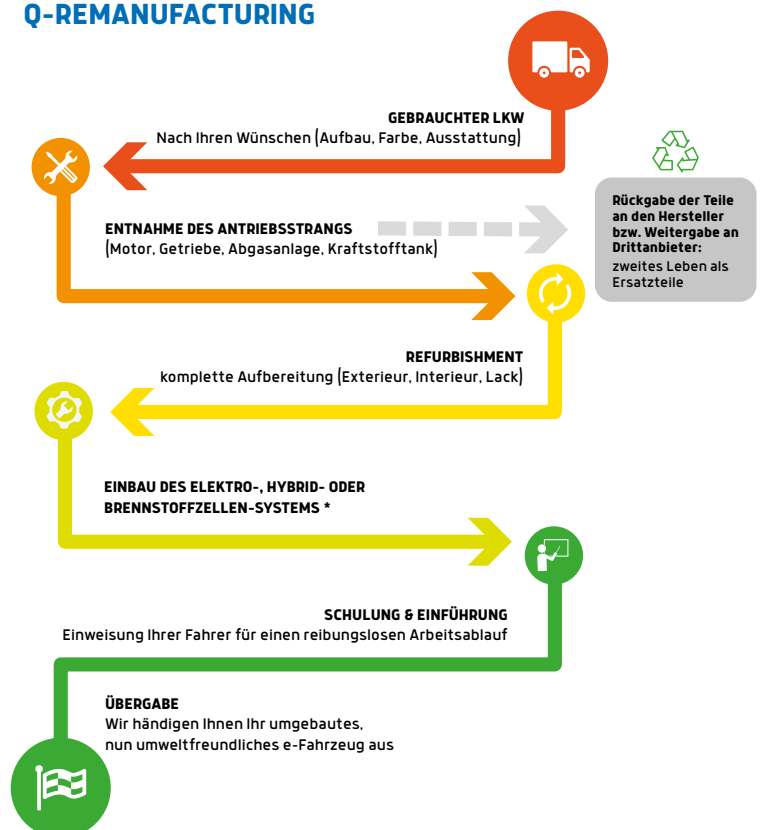 Q-REMANUFACTURING
GEBRAUCHTER LKW
Nach Ihren Wünschen (Aufbau, Farbe, Ausstattung)
ENTNAHME DES ANTRIEBSSTRANGS
(Motor, Getriebe, Abgasanlage, Kraftstofftank)
Rückgabe der Teile
an den Hersteller
bzw. Weitergabe an
Drittanbieter:
zweites Leben als
Ersatzteile
REFURBISHMENT
komplette Aufbereitung (Exterieur, Interieur, Lack)
EINBAU DES ELEKTRO-, HYBRID- ODER
BRENNSTOFFZELLEN-SYSTEMS *
SCHULUNG & EINFÜHRUNG
Einweisung Ihrer Fahrer für einen reibungslosen Arbeitsablauf
ÜBERGABE
Wir händigen Ihnen Ihr umgebautes,
nun umweltfreundliches e-Fahrzeug aus